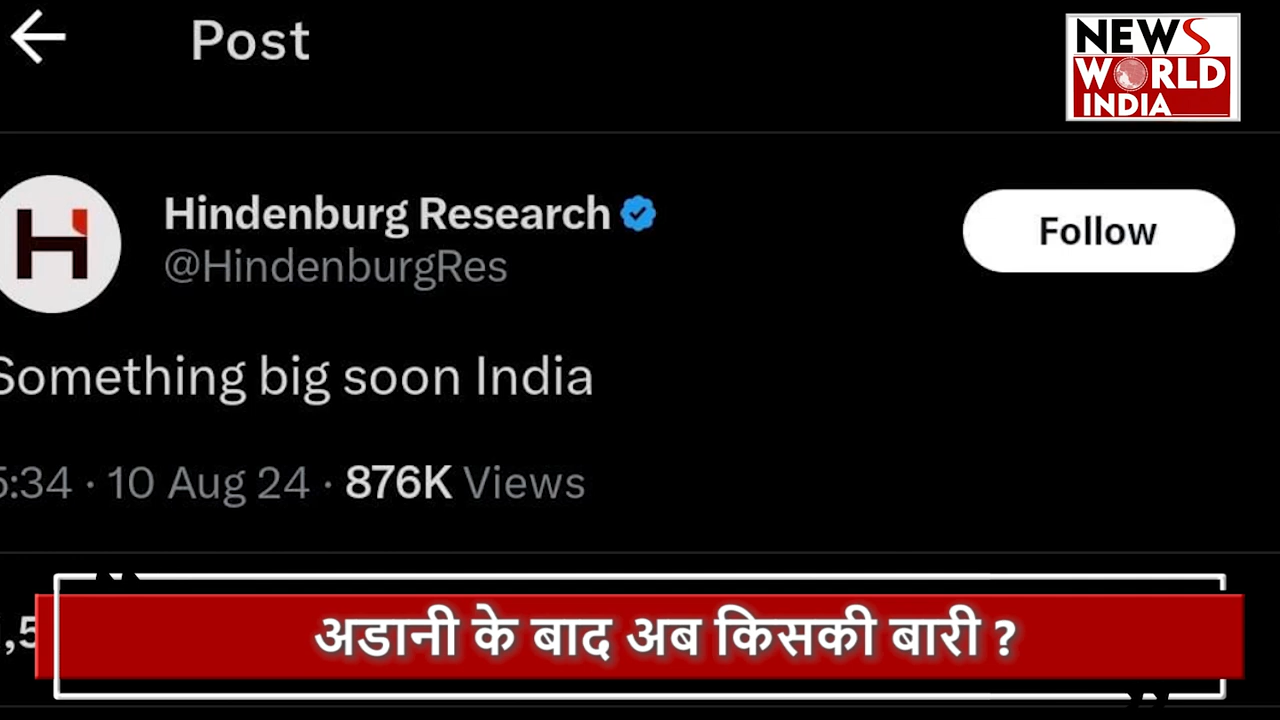 Post
NEWS
WORLD
INDIA
H
Hindenburg Research
@HindenburgRes
Follow
Something big soon India
5:34 · 10 Aug 24 · 876K Views
,5
अडानी के बाद अब किसकी बारी ?